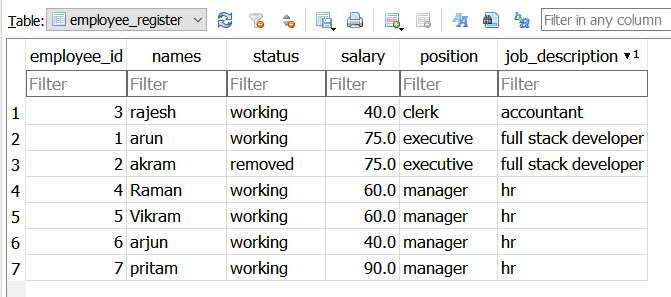 Table: employee_register Filter in any column
employee_id names status salary position job_description ▼1
Filter Filter Filter Filter Filter Filter
1 3 rajesh working 40.0 clerk accountant
2 1 arun working 75.0 executive full stack developer
3 2 akram removed 75.0 executive full stack developer
4 4 Raman working 60.0 manager hr
5 5 Vikram working 60.0 manager hr
6 6 arjun working 40.0 manager hr
7 7 pritam working 90.0 manager hr